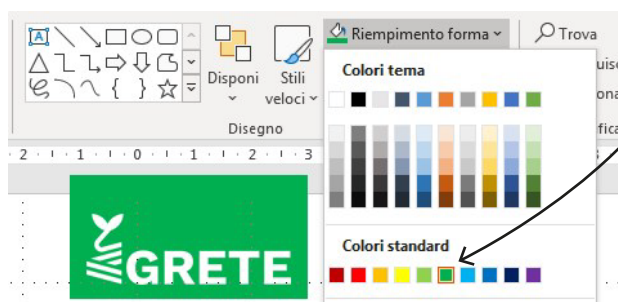 Riempimento forma
Trova
Disponi
Stili
veloci
Disegno
Colori tema
2 1 0 1 2 3
GRETE
Colori standard